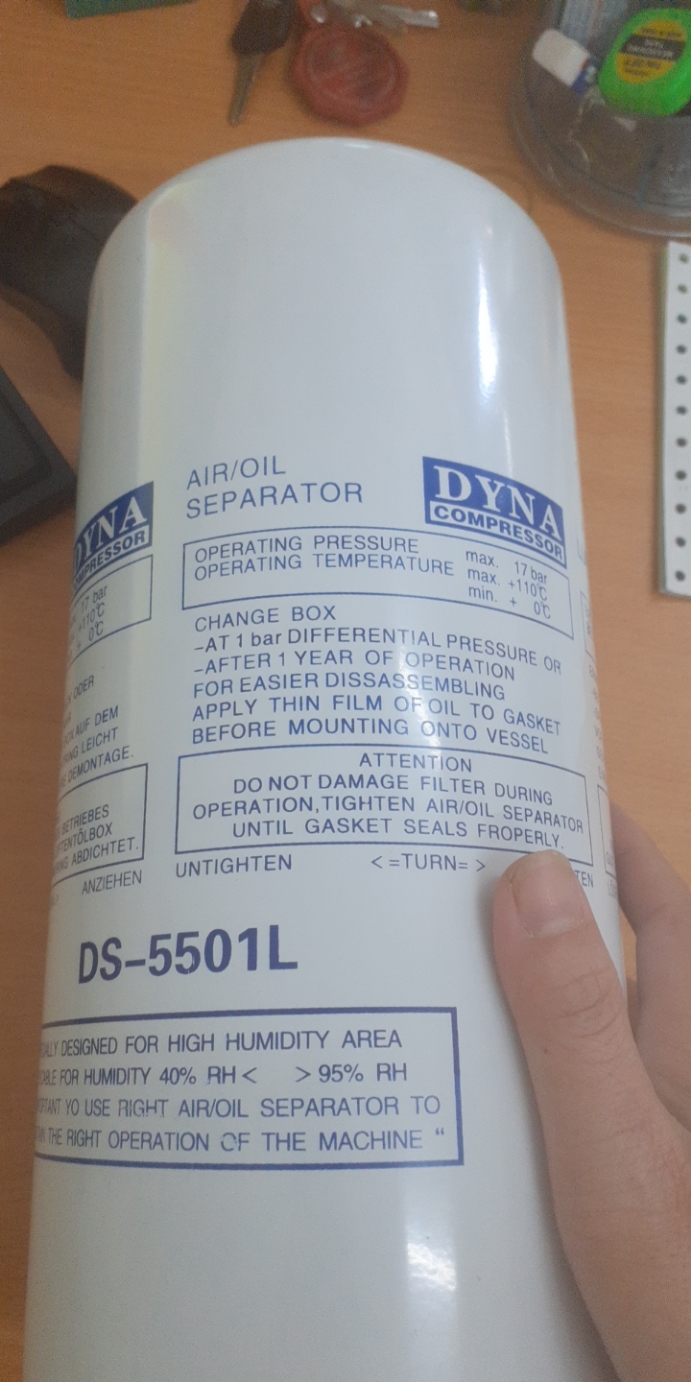 AIR/OIL
SEPARATOR
DYNA
COMPRESSOR
OPERATING PRESSURE max. 17 bar
OPERATING TEMPERATURE max. +110℃
min. + 0℃
CHANGE BOX
-AT 1 bar DIFFERENTIAL PRESSURE OR
-AFTER 1 YEAR OF OPERATION
FOR EASIER DISSASSEMBLING
APPLY THIN FILM OF OIL TO GASKET
BEFORE MOUNTING ONTO VESSEL
ATTENTION
DO NOT DAMAGE FILTER DURING
OPERATION,TIGHTEN AIR/OIL SEPARATOR
UNTIL GASKET SEALS FROPERLY.
UNTIGHTEN <=TURN=> TEN
DYNA
COMPRESSOR
17 bar
+110℃
+ 0℃
ODER
AUF DEM
LEICHT
DEMONTAGE.
BETRIEBES
ABDICHTET.
ANZIEHEN
DS-5501L
DESIGNED FOR HIGH HUMIDITY AREA
FOR HUMIDITY 40% RH < > 95% RH
YO USE RIGHT AIR/OIL SEPARATOR TO
THE RIGHT OPERATION OF THE MACHINE “